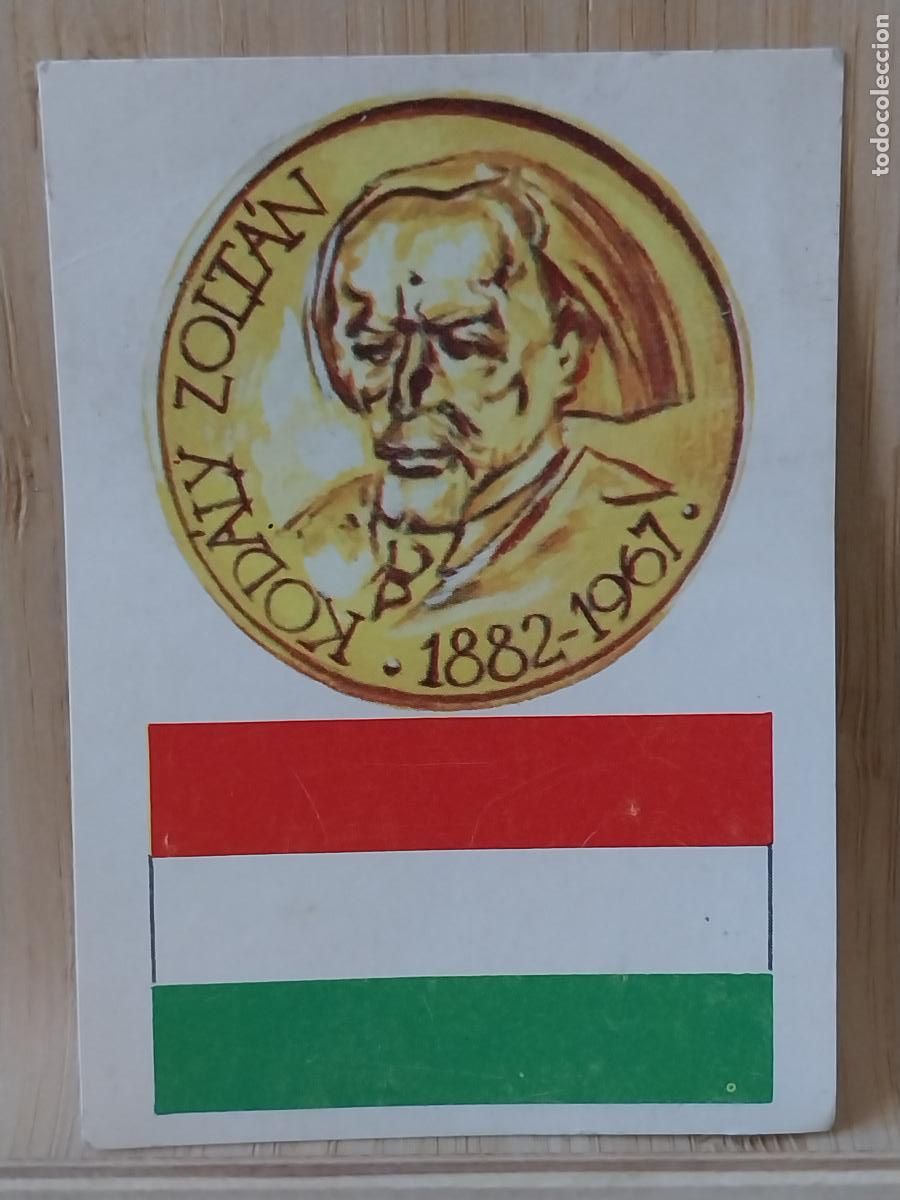 KODÁLY ZOLTÁN
· 1882-1967 ·
todocoleccion